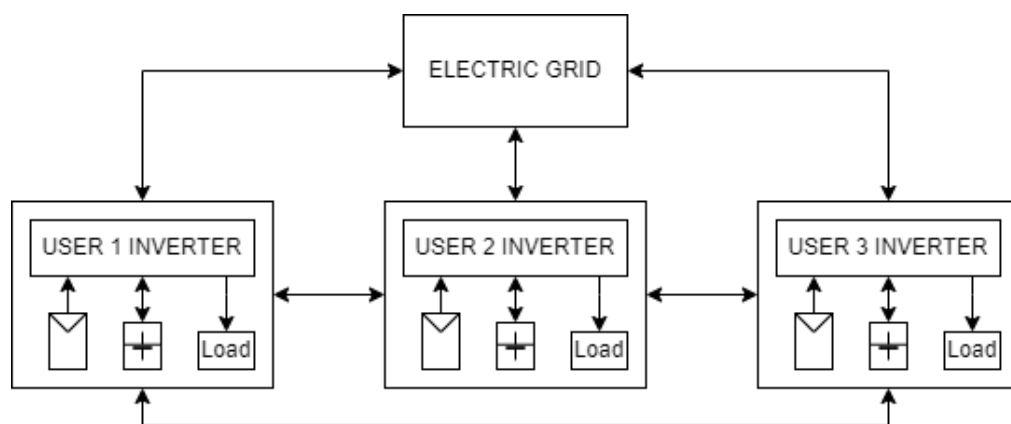 ELECTRIC GRID
USER 1 INVERTER
USER 2 INVERTER
USER 3 INVERTER
Load
Load
Load